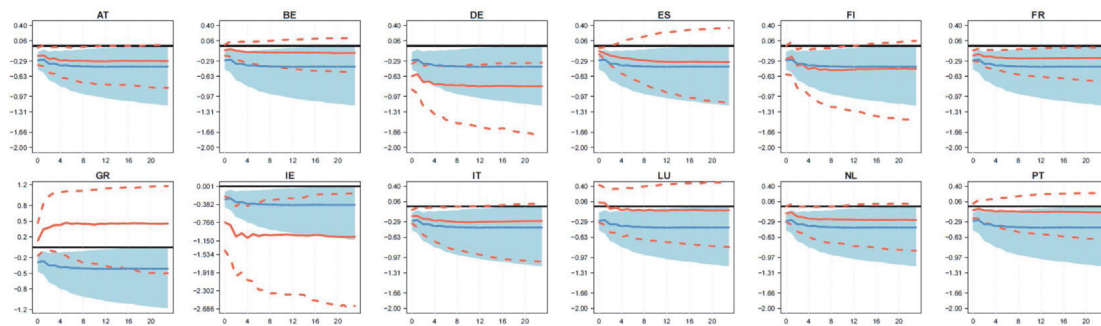 AT BE DE ES FI FR
0.40 0.40 0.40 0.40 0.40 0.40
0.06 0.06 0.06 0.06 0.06 0.06
-0.29 -0.29 -0.29 -0.29 -0.29 -0.29
-0.63 -0.63 -0.63 -0.63 -0.63 -0.63
-0.97 -0.97 -0.97 -0.97 -0.97 -0.97
-1.31 -1.31 -1.31 -1.31 -1.31 -1.31
-1.66 -1.66 -1.66 -1.66 -1.66 -1.66
-2.00 -2.00 -2.00 -2.00 -2.00 -2.00
0 4 8 12 16 20 0 4 8 12 16 20 0 4 8 12 16 20 0 4 8 12 16 20 0 4 8 12 16 20 0 4 8 12 16 20
GR IE IT LU NL PT
1.2 0.001 0.40 0.40 0.40 0.40
0.8 -0.382 0.06 0.06 0.06 0.06
0.5 -0.766 -0.29 -0.29 -0.29 -0.29
0.2 -1.150 -0.63 -0.63 -0.63 -0.63
-0.2 -1.534 -0.97 -0.97 -0.97 -0.97
-0.5 -1.918 -1.31 -1.31 -1.31 -1.31
-0.8 -2.302 -1.66 -1.66 -1.66 -1.66
-1.2 -2.686 -2.00 -2.00 -2.00 -2.00
0 4 8 12 16 20 0 4 8 12 16 20 0 4 8 12 16 20 0 4 8 12 16 20 0 4 8 12 16 20 0 4 8 12 16 20